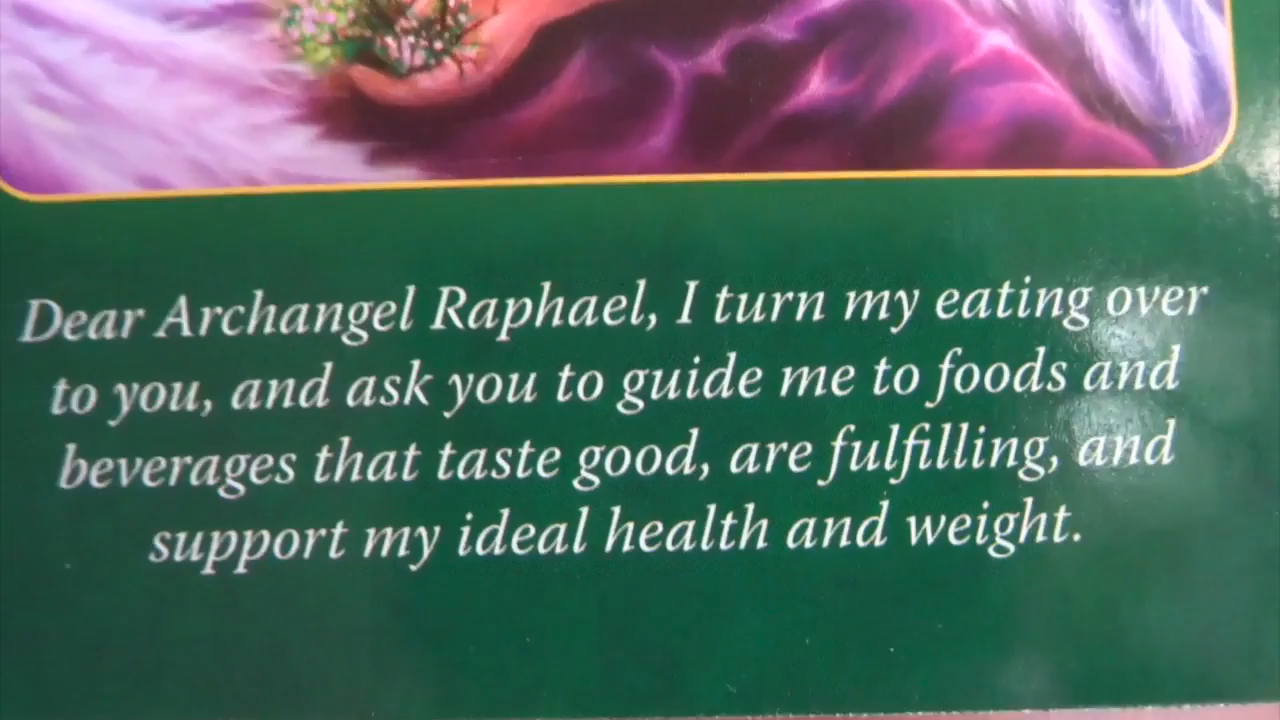 Dear Archangel Raphael, I turn my eating over
to you, and ask you to guide me to foods and
beverages that taste good, are fulfilling, and
support my ideal health and weight.